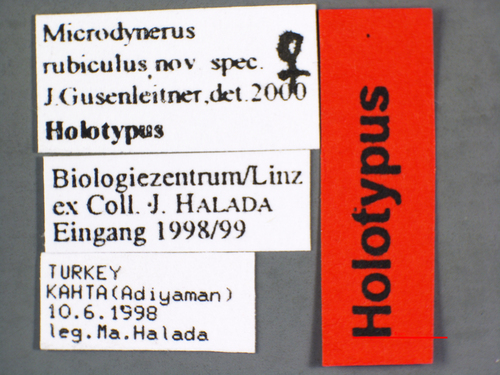 Microdynerus
rubiculus, nov. spec. ♀
J.Gusenleitner, det. 2000
Holotypus
Biologiezentrum/Linz
ex Coll. J. HALADA
Eingang 1998/99
TURKEY
KAHTA(Adiyaman)
10.6.1998
leg.Ma.Halada
Holotypus